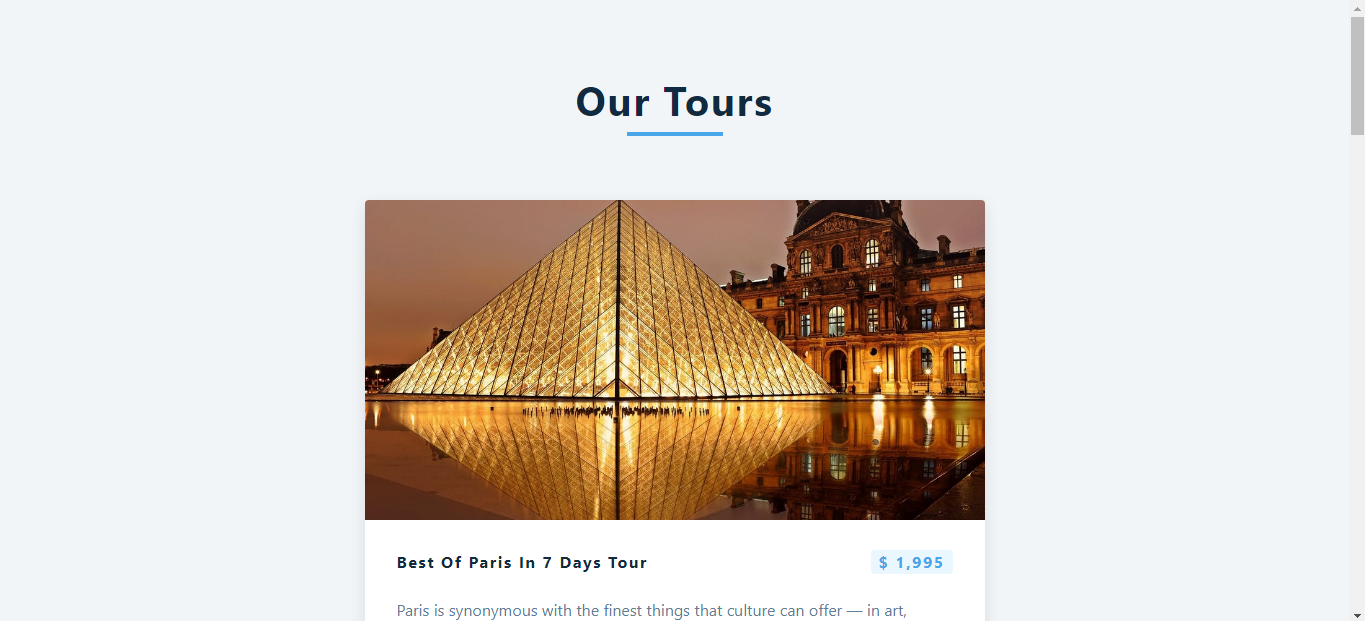 Our Tours
Best Of Paris In 7 Days Tour
$ 1,995
Paris is synonymous with the finest things that culture can offer — in art,